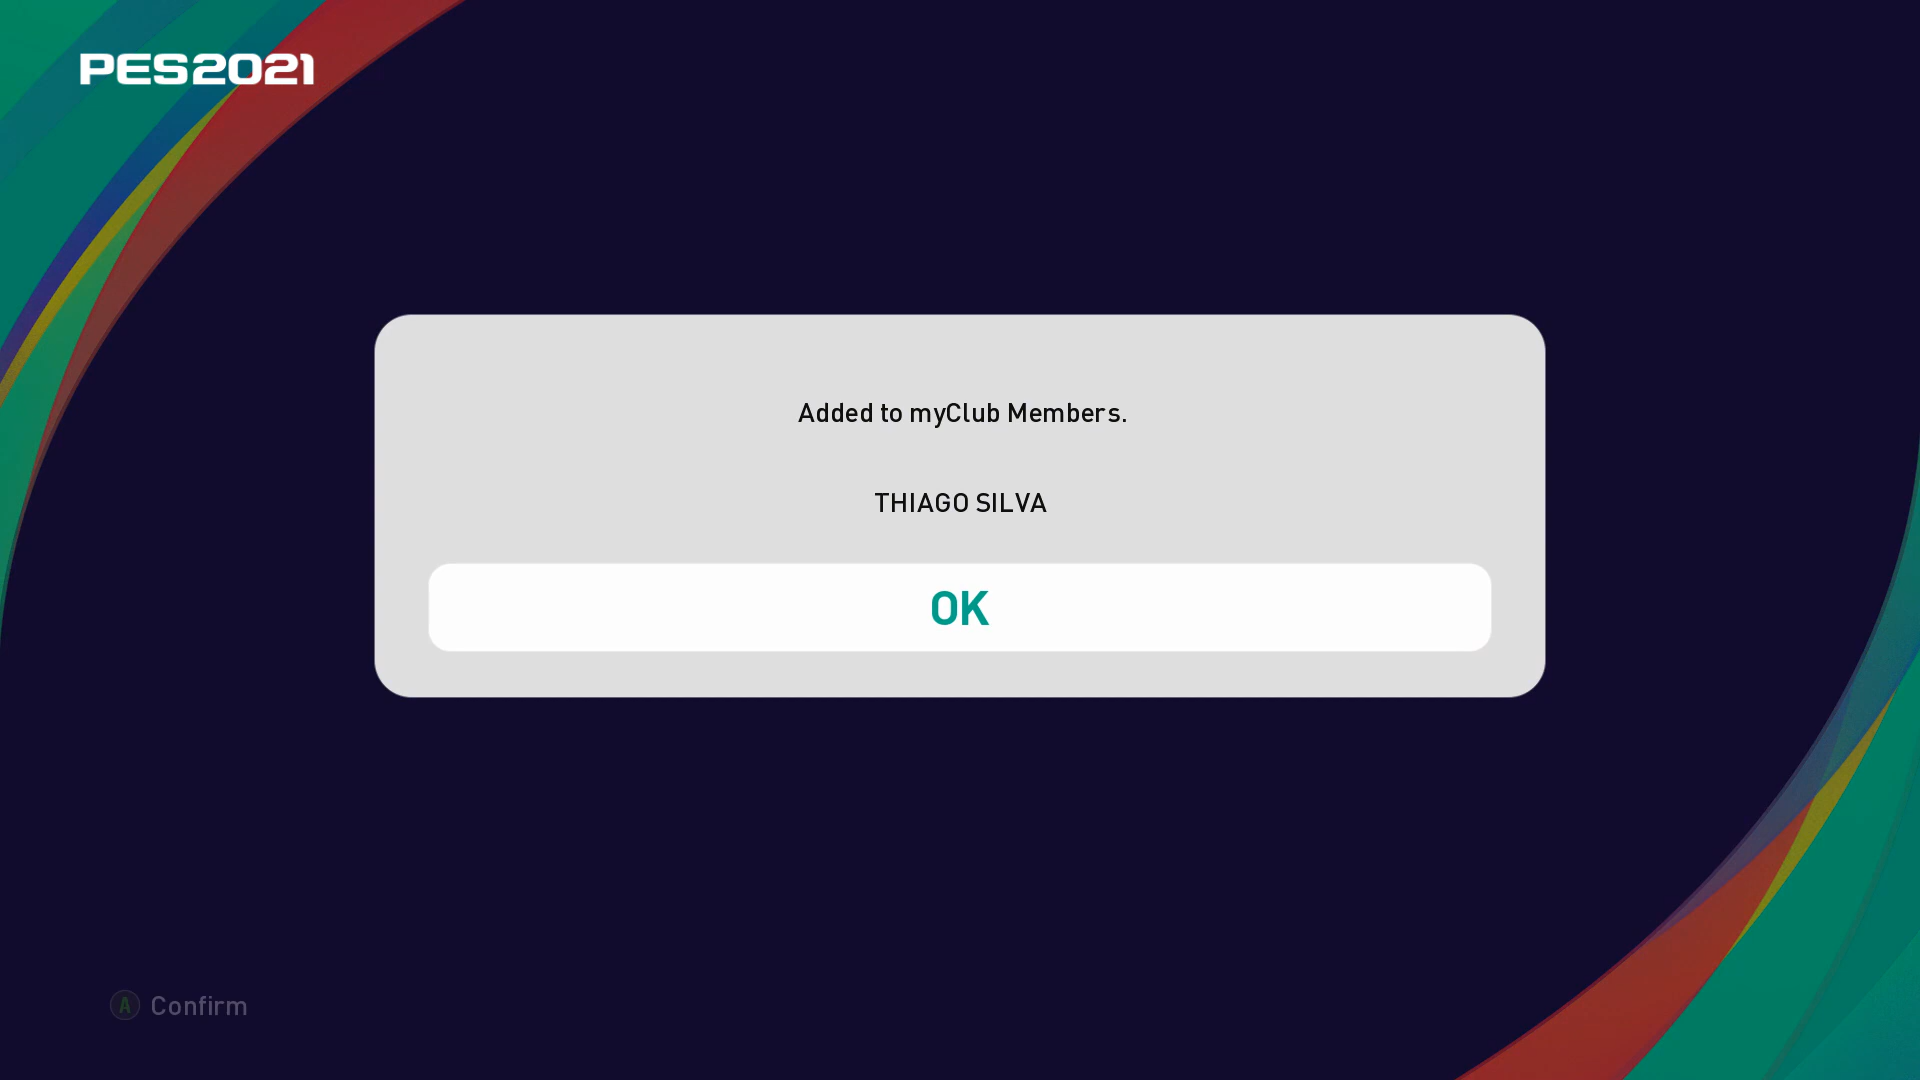 PES2021
Added to myClub Members.
THIAGO SILVA
OK
A Confirm